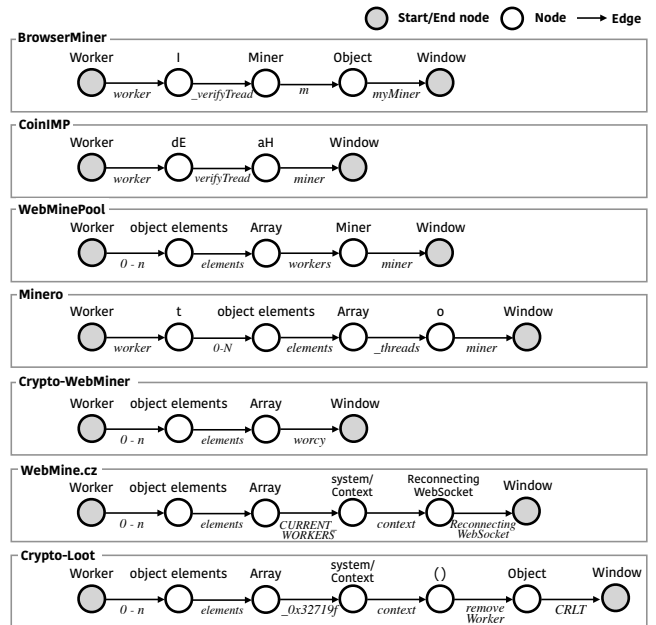 Start/End node Node Edge
BrowserMiner
Worker I Miner Object Window
worker _verifyTread m myMiner
CoinIMP
Worker dE aH Window
worker verifyTread miner
WebMinePool
Worker object elements Array Miner Window
0 - n elements workers miner
Minero
Worker t object elements Array o Window
worker 0-N elements _threads miner
Crypto-WebMiner
Worker object elements Array Window
0 - n elements worcy
WebMine.cz
Worker object elements Array system/ Context Reconnecting WebSocket Window
0 - n elements CURRENT_ WORKERS context Reconnecting WebSocket
Crypto-Loot
Worker object elements Array system/ Context () Object Window
0 - n elements _0x32719f context remove Worker CRLT